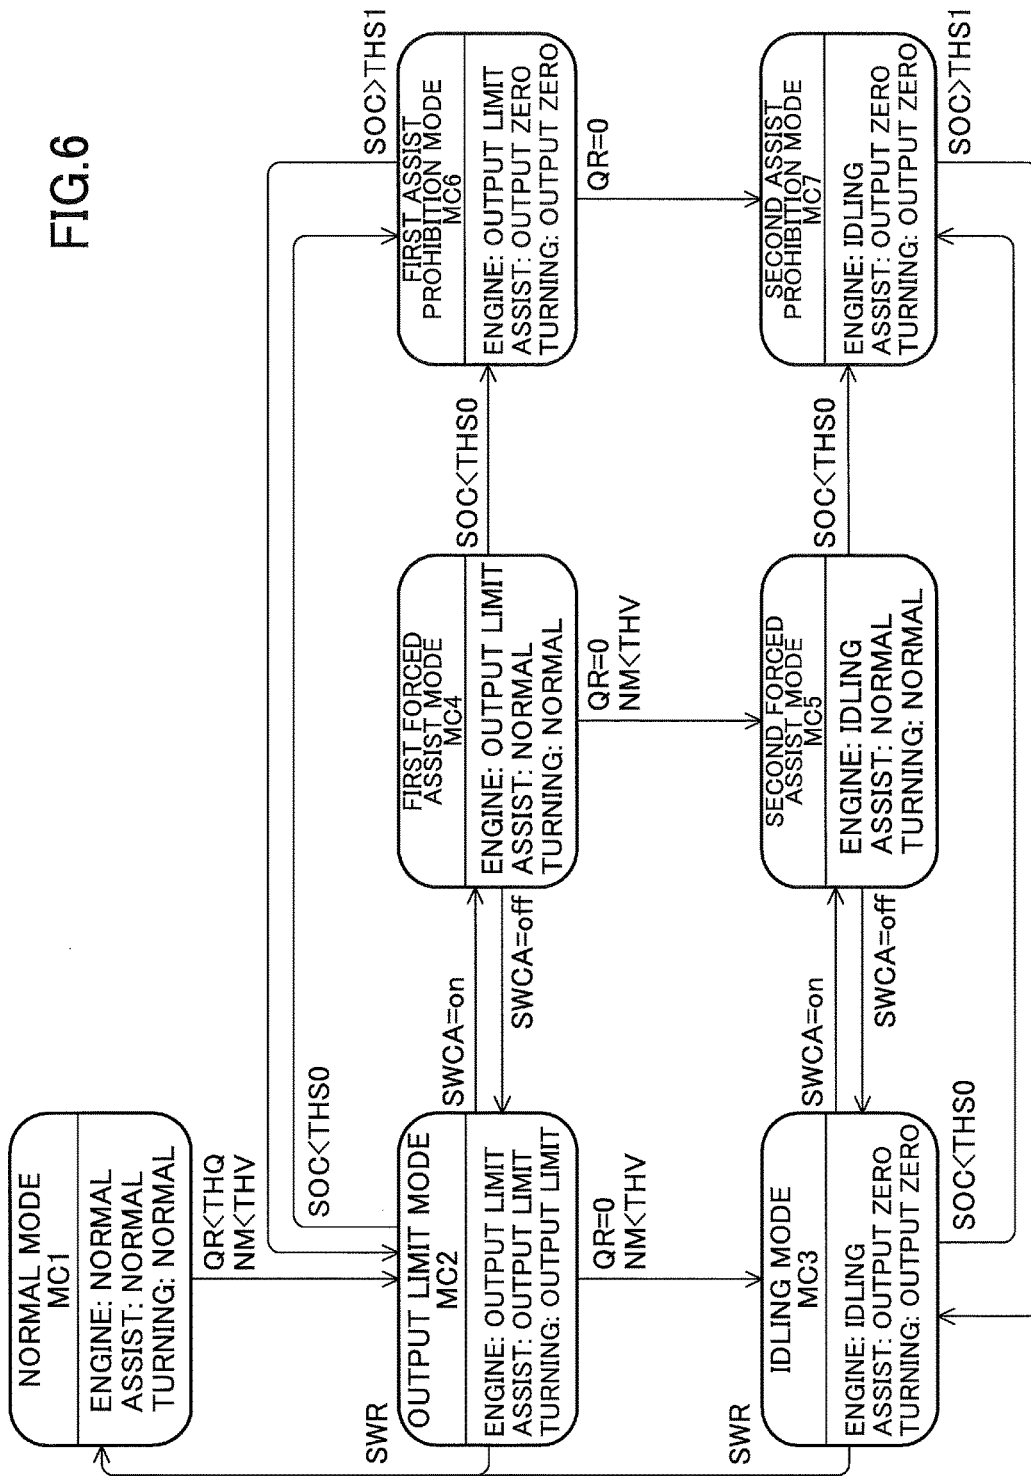 FIG.6
NORMAL MODE
MC1
ENGINE: NORMAL
ASSIST: NORMAL
TURNING: NORMAL
QR<THQ
NM<THV
SWR
SOC<THS0
SOC>THS1
OUTPUT LIMIT MODE
MC2
ENGINE: OUTPUT LIMIT
ASSIST: OUTPUT LIMIT
TURNING: OUTPUT LIMIT
SWCA=on
SWCA=off
FIRST FORCED
ASSIST MODE
MC4
ENGINE: OUTPUT LIMIT
ASSIST: NORMAL
TURNING: NORMAL
SOC<THS0
FIRST ASSIST
PROHIBITION MODE
MC6
ENGINE: OUTPUT LIMIT
ASSIST: OUTPUT ZERO
TURNING: OUTPUT ZERO
QR=0
NM<THV
QR=0
NM<THV
QR=0
SWR
IDLING MODE
MC3
ENGINE: IDLING
ASSIST: OUTPUT ZERO
TURNING: OUTPUT ZERO
SWCA=on
SWCA=off
SECOND FORCED
ASSIST MODE
MC5
ENGINE: IDLING
ASSIST: NORMAL
TURNING: NORMAL
SOC<THS0
SECOND ASSIST
PROHIBITION MODE
MC7
ENGINE: IDLING
ASSIST: OUTPUT ZERO
TURNING: OUTPUT ZERO
SOC<THS0
SOC>THS1